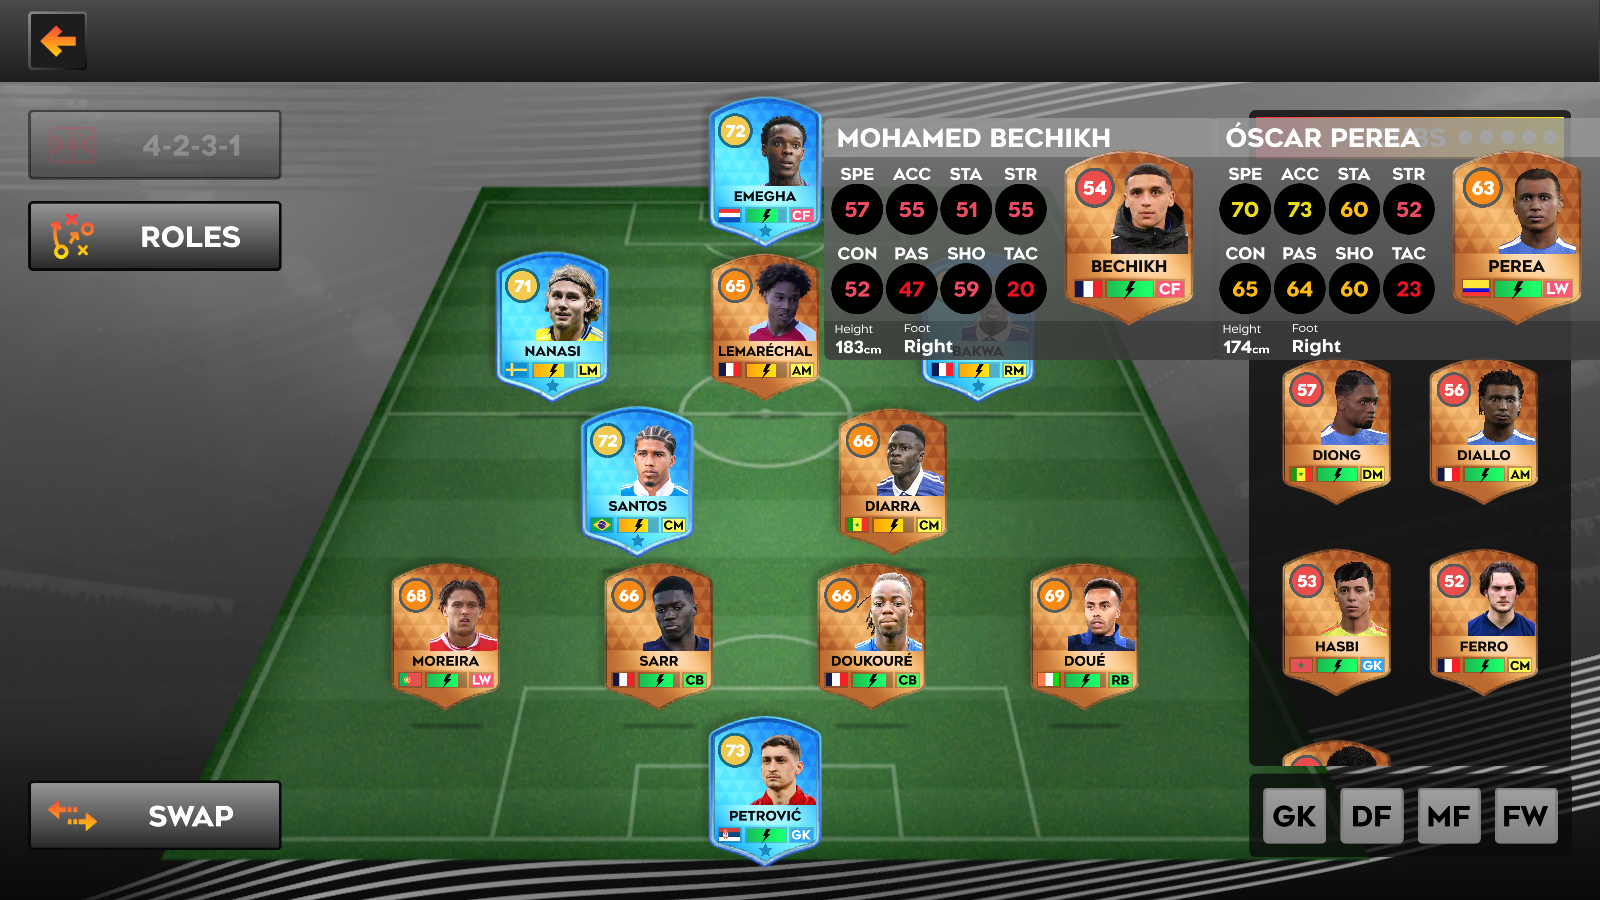 4-2-3-1
ROLES
SWAP
72
EMEGHA
CF
71
NANASI
LM
65
LEMARÉCHAL
AM
BAKWA
RM
72
SANTOS
CM
66
DIARRA
CM
68
MOREIRA
LW
66
SARR
CB
66
DOUKOURÉ
CB
69
DOUÉ
RB
73
PETROVIĆ
GK
MOHAMED BECHIKH
SPE ACC STA STR
57 55 51 55
CON PAS SHO TAC
52 47 59 20
Height Foot
183cm Right
54
BECHIKH
CF
ÓSCAR PEREA
SPE ACC STA STR
70 73 60 52
CON PAS SHO TAC
65 64 60 23
Height Foot
174cm Right
63
PEREA
LW
57
DIONG
DM
56
DIALLO
AM
53
HASBI
GK
52
FERRO
CM
GK DF MF FW